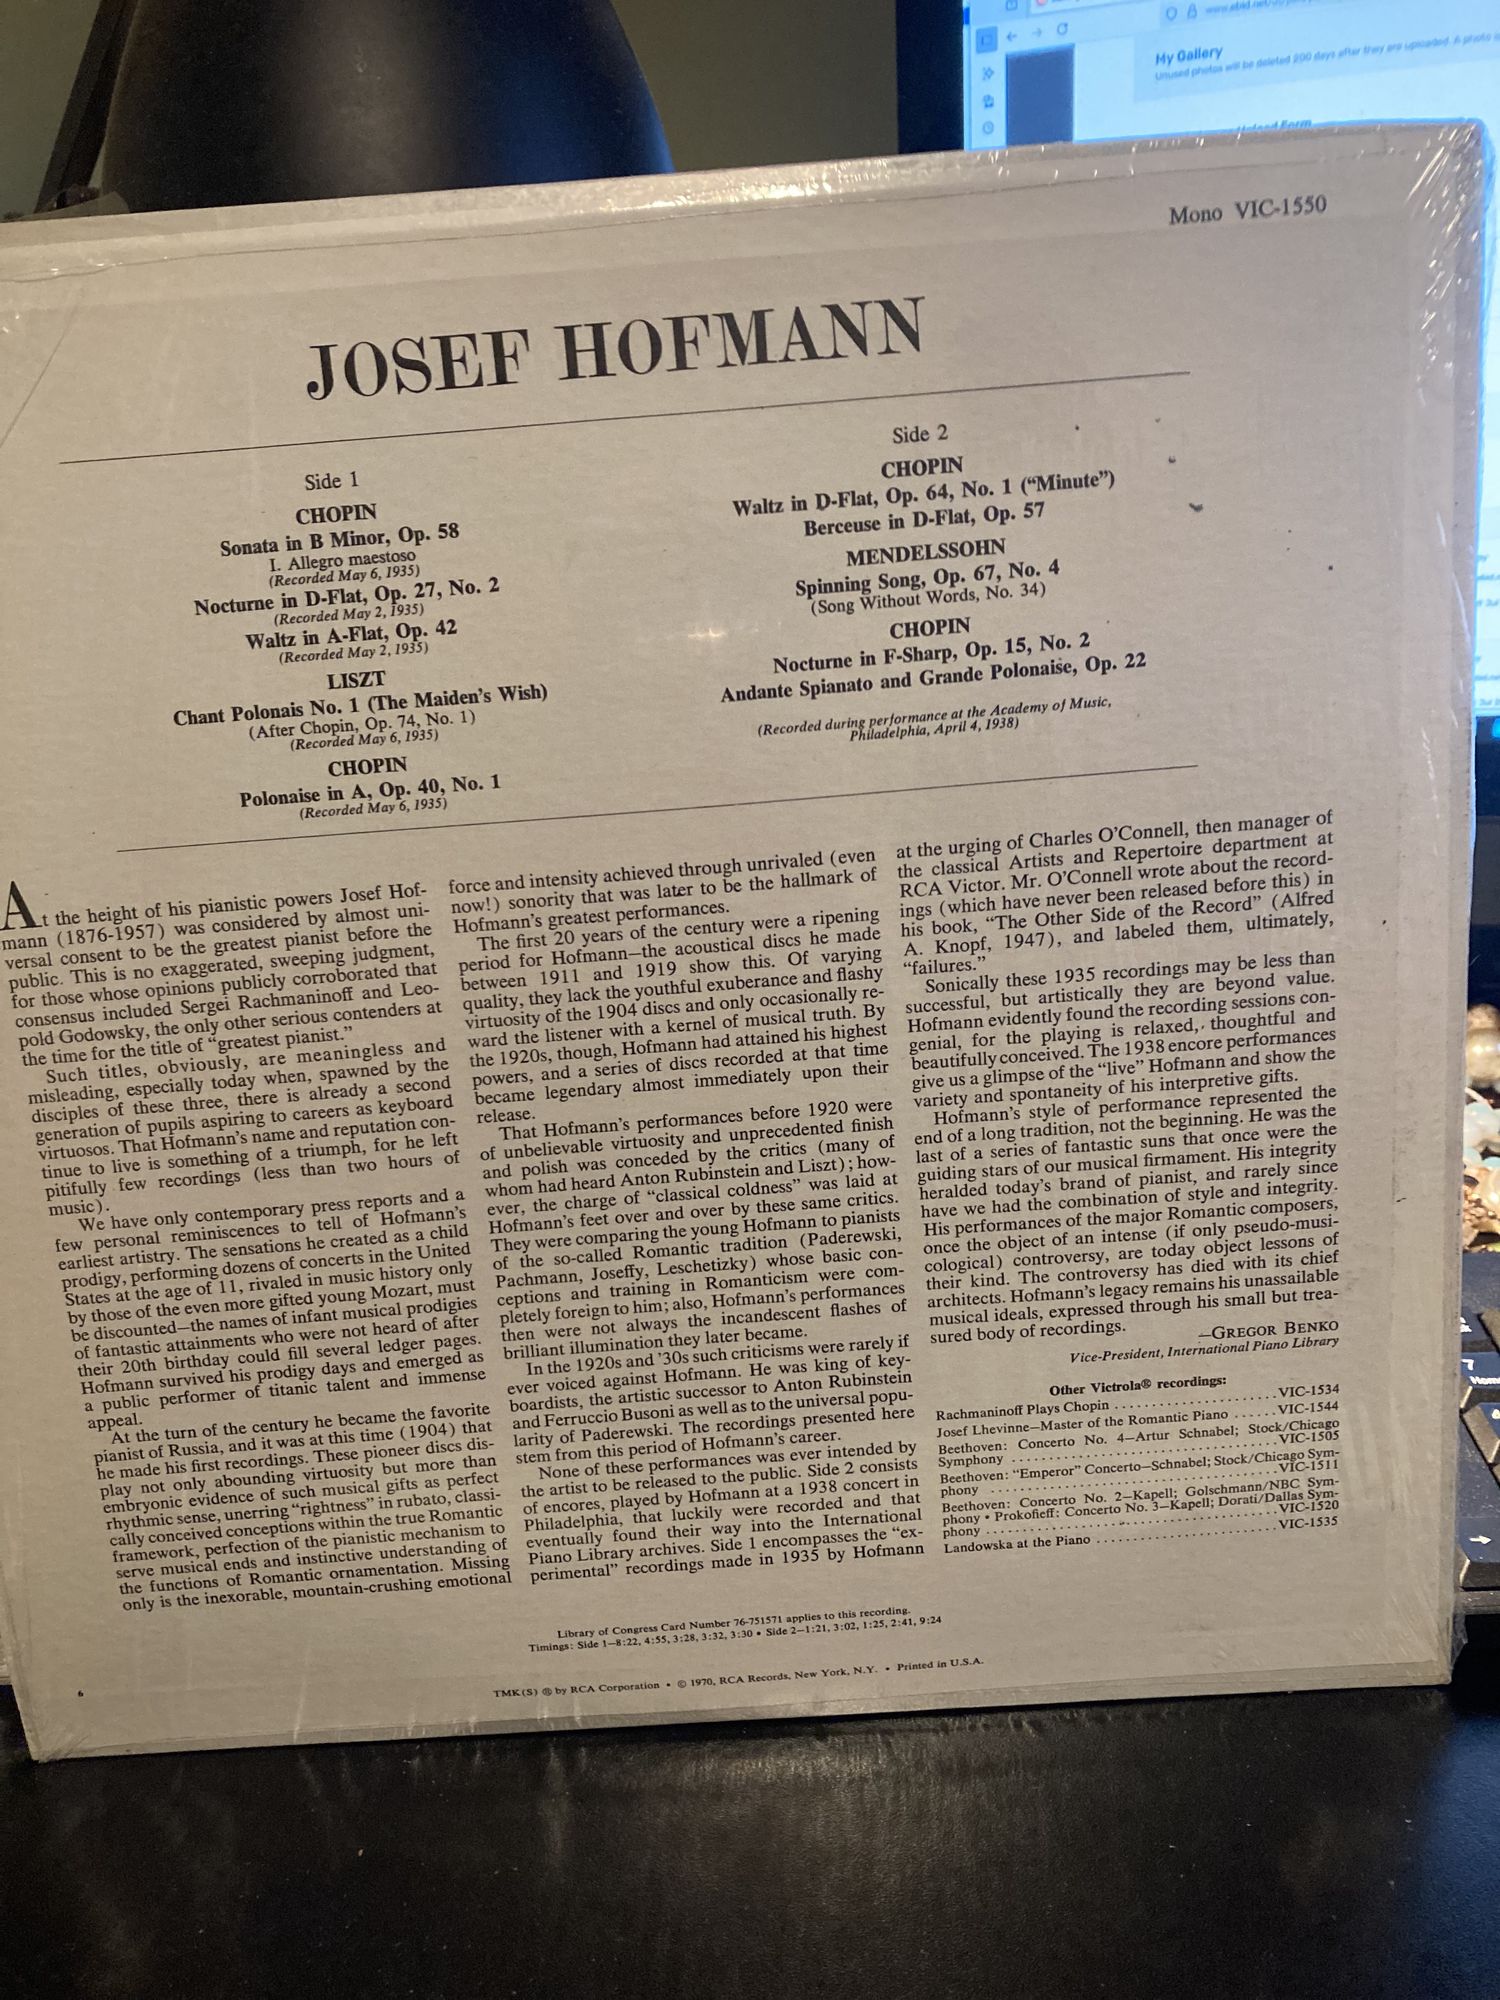 My Gallery
Unused photos will be deleted 200 days after they are uploaded. A photo
Mono VIC-1550
JOSEF HOFMANN
Side 1
CHOPIN
Sonata in B Minor, Op. 58
I. Allegro maestoso
(Recorded May 6, 1935)
Nocturne in D-Flat, Op. 27, No. 2
(Recorded May 2, 1935)
Waltz in A-Flat, Op. 42
(Recorded May 2, 1935)
LISZT
Chant Polonais No. 1 (The Maiden's Wish)
(After Chopin, Op. 74, No. 1)
(Recorded May 6, 1935)
CHOPIN
Polonaise in A, Op. 40, No. 1
(Recorded May 6, 1935)
Side 2
CHOPIN
Waltz in D-Flat, Op. 64, No. 1 (“Minute”)
Berceuse in D-Flat, Op. 57
MENDELSSOHN
Spinning Song, Op. 67, No. 4
(Song Without Words, No. 34)
CHOPIN
Nocturne in F-Sharp, Op. 15, No. 2
Andante Spianato and Grande Polonaise, Op. 22
(Recorded during performance at the Academy of Music,
Philadelphia, April 4, 1938)
At the height of his pianistic powers Josef Hof-
mann (1876-1957) was considered by almost uni-
versal consent to be the greatest pianist before the
public. This is no exaggerated, sweeping judgment,
for those whose opinions publicly corroborated that
consensus included Sergei Rachmaninoff and Leo-
pold Godowsky, the only other serious contenders at
the time for the title of “greatest pianist.”
Such titles, obviously, are meaningless and
misleading, especially today when, spawned by the
disciples of these three, there is already a second
generation of pupils aspiring to careers as keyboard
virtuosos. That Hofmann's name and reputation con-
tinue to live is something of a triumph, for he left
pitifully few recordings (less than two hours of
music).
We have only contemporary press reports and a
few personal reminiscences to tell of Hofmann's
earliest artistry. The sensations he created as a child
prodigy, performing dozens of concerts in the United
States at the age of 11, rivaled in music history only
by those of the even more gifted young Mozart, must
be discounted—the names of infant musical prodigies
of fantastic attainments who were not heard of after
their 20th birthday could fill several ledger pages.
Hofmann survived his prodigy days and emerged as
a public performer of titanic talent and immense
appeal.
At the turn of the century he became the favorite
pianist of Russia, and it was at this time (1904) that
he made his first recordings. These pioneer discs dis-
play not only abounding virtuosity but more than
embryonic evidence of such musical gifts as perfect
rhythmic sense, unerring “rightness” in rubato, classi-
cally conceived conceptions within the true Romantic
framework, perfection of the pianistic mechanism to
serve musical ends and instinctive understanding of
the functions of Romantic ornamentation. Missing
only is the inexorable, mountain-crushing emotional
force and intensity achieved through unrivaled (even
now!) sonority that was later to be the hallmark of
Hofmann's greatest performances.
The first 20 years of the century were a ripening
period for Hofmann—the acoustical discs he made
between 1911 and 1919 show this. Of varying
quality, they lack the youthful exuberance and flashy
virtuosity of the 1904 discs and only occasionally re-
ward the listener with a kernel of musical truth. By
the 1920s, though, Hofmann had attained his highest
powers, and a series of discs recorded at that time
became legendary almost immediately upon their
release.
That Hofmann's performances before 1920 were
of unbelievable virtuosity and unprecedented finish
and polish was conceded by the critics (many of
whom had heard Anton Rubinstein and Liszt); how-
ever, the charge of “classical coldness” was laid at
Hofmann's feet over and over by these same critics.
They were comparing the young Hofmann to pianists
of the so-called Romantic tradition (Paderewski,
Pachmann, Joseffy, Leschetizky) whose basic con-
ceptions and training in Romanticism were com-
pletely foreign to him; also, Hofmann's performances
then were not always the incandescent flashes of
brilliant illumination they later became.
In the 1920s and '30s such criticisms were rarely if
ever voiced against Hofmann. He was king of key-
boardists, the artistic successor to Anton Rubinstein
and Ferruccio Busoni as well as to the universal popu-
larity of Paderewski. The recordings presented here
stem from this period of Hofmann's career.
None of these performances was ever intended by
the artist to be released to the public. Side 2 consists
of encores, played by Hofmann at a 1938 concert in
Philadelphia, that luckily were recorded and that
eventually found their way into the International
Piano Library archives. Side 1 encompasses the “ex-
perimental” recordings made in 1935 by Hofmann
at the urging of Charles O'Connell, then manager of
the classical Artists and Repertoire department at
RCA Victor. Mr. O'Connell wrote about the record-
ings (which have never been released before this) in
his book, “The Other Side of the Record” (Alfred
A. Knopf, 1947), and labeled them, ultimately,
“failures.”
Sonically these 1935 recordings may be less than
successful, but artistically they are beyond value.
Hofmann evidently found the recording sessions con-
genial, for the playing is relaxed, thoughtful and
beautifully conceived. The 1938 encore performances
give us a glimpse of the “live” Hofmann and show the
variety and spontaneity of his interpretive gifts.
Hofmann's style of performance represented the
end of a long tradition, not the beginning. He was the
last of a series of fantastic suns that once were the
guiding stars of our musical firmament. His integrity
heralded today's brand of pianist, and rarely since
have we had the combination of style and integrity.
His performances of the major Romantic composers,
once the object of an intense (if only pseudo-musi-
cological) controversy, are today object lessons of
their kind. The controversy has died with its chief
architects. Hofmann's legacy remains his unassailable
musical ideals, expressed through his small but trea-
sured body of recordings.
—GREGOR BENKO
Vice-President, International Piano Library
Other Victrola® recordings:
Rachmaninoff Plays Chopin ........ VIC-1534
Josef Lhevinne—Master of the Romantic Piano ...... VIC-1544
Beethoven: Concerto No. 4—Artur Schnabel; Stock/Chicago
Symphony ........ VIC-1505
Beethoven: “Emperor” Concerto—Schnabel; Stock/Chicago Sym-
phony ........ VIC-1511
Beethoven: Concerto No. 2—Kapell; Golschmann/NBC Sym-
phony • Prokofieff: Concerto No. 3—Kapell; Dorati/Dallas Sym-
phony ........ VIC-1520
Landowska at the Piano ........ VIC-1535
Library of Congress Card Number 76-751571 applies to this recording.
Timings: Side 1—8:22, 4:55, 3:28, 3:32, 3:30 • Side 2—1:21, 3:02, 1:25, 2:41, 9:24
TMK(S) ® by RCA Corporation • © 1970, RCA Records, New York, N.Y. • Printed in U.S.A.
6
Home